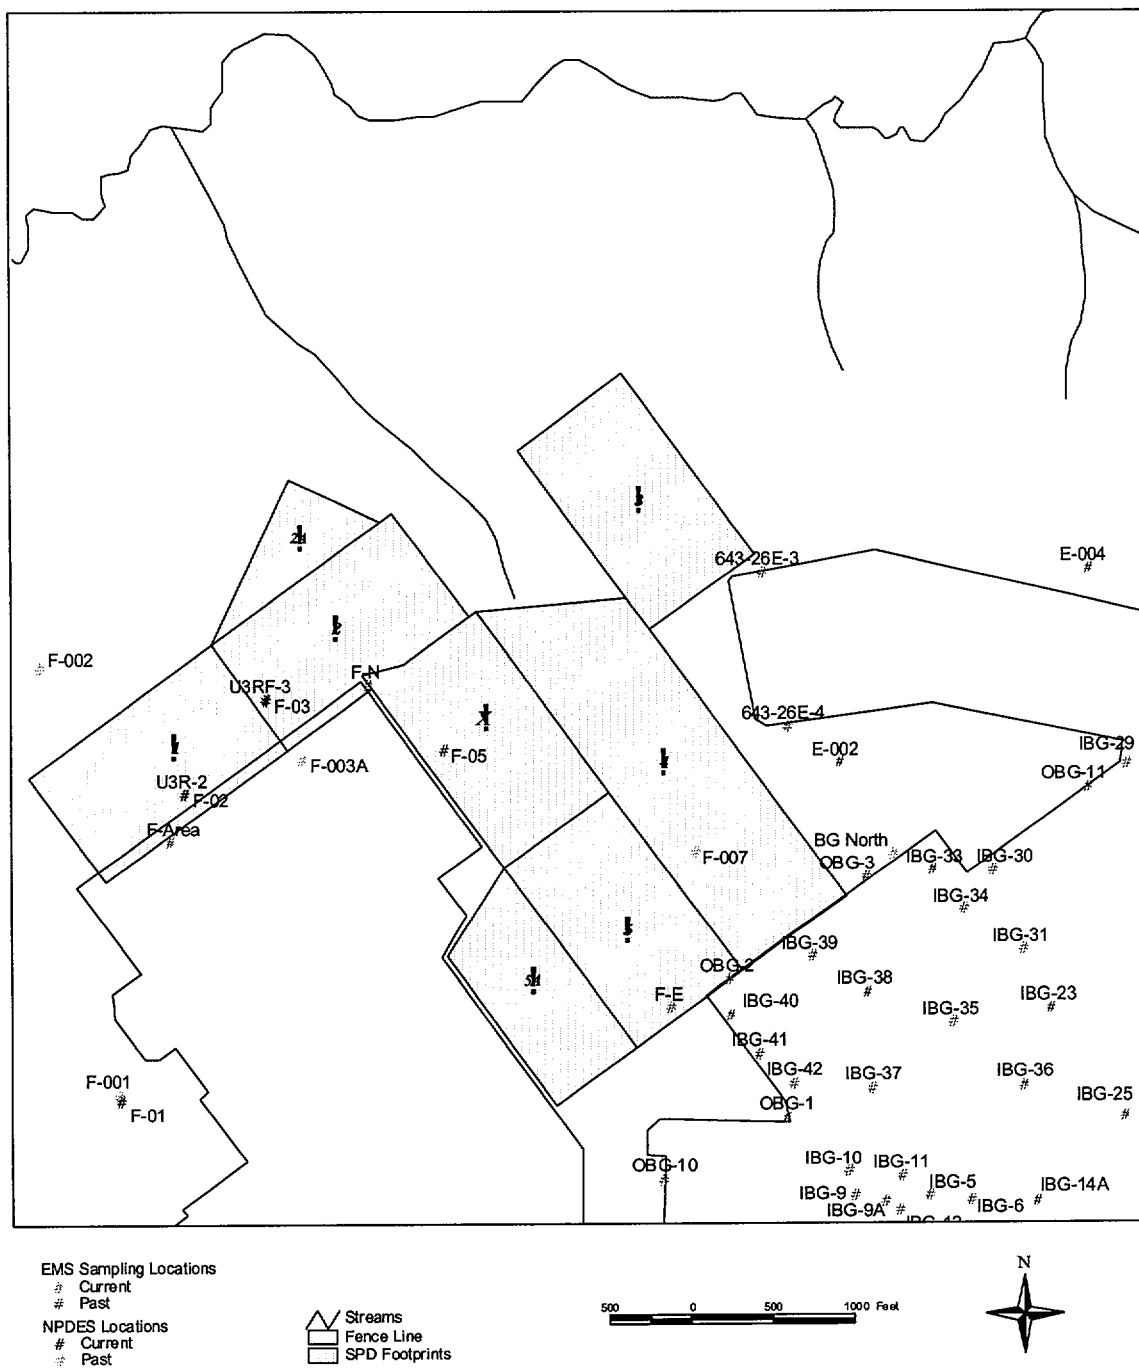 643-26E-3
E-004
2A
2
F-002
F-N
U3RF-3
F-03
X
643-26E-4
F-05
E-002
IBG-29
1
F-003A
OBG-11
U3R-2
F-02
F-Area
BG North
F-007
OBG-3
IBG-33
IBG-30
IBG-34
5
IBG-39
IBG-31
OBG-2
5A
IBG-38
F-E
IBG-40
IBG-35
IBG-23
IBG-41
F-001
IBG-42
IBG-37
IBG-36
IBG-25
F-01
OBG-1
OBG-10
IBG-10
IBG-11
IBG-9
IBG-5
IBG-14A
IBG-9A
IBG-6
EMS Sampling Locations
# Current
# Past
NPDES Locations
# Current
# Past
Streams
Fence Line
SPD Footprints
500 0 500 1000 Feet
N